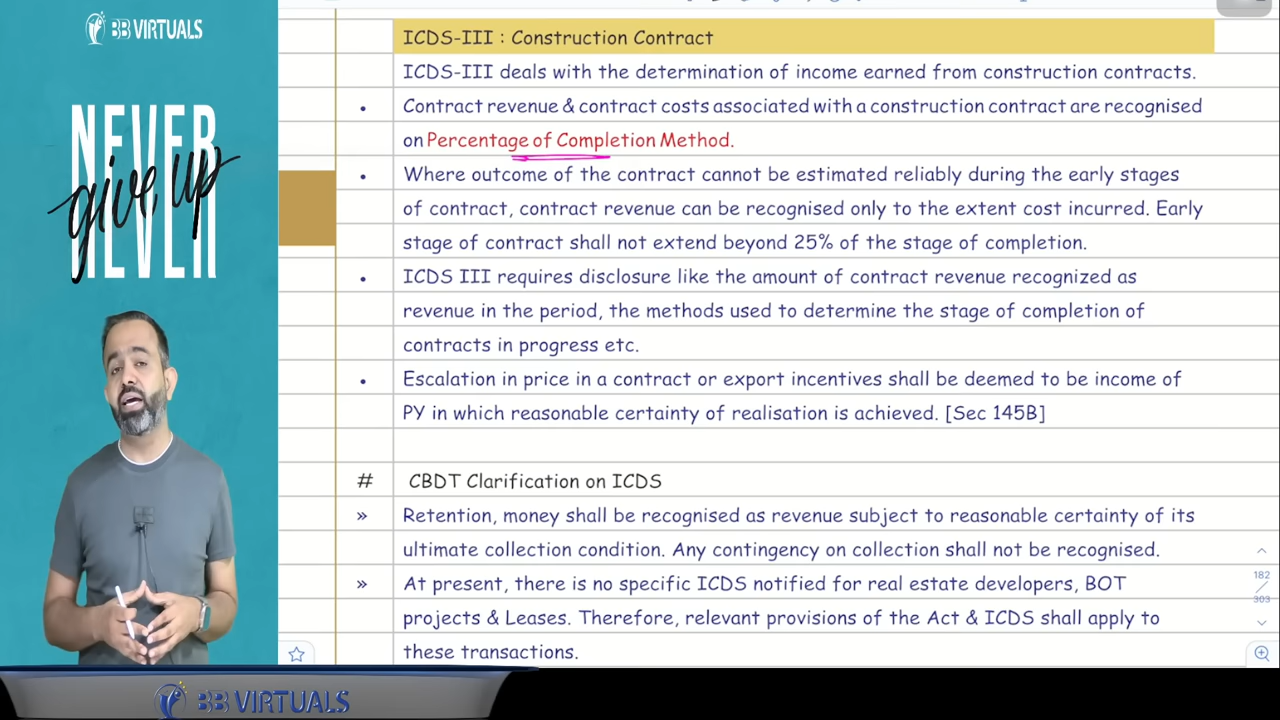 BB VIRTUALS
NEVER
give up
NEVER
ICDS-III : Construction Contract
ICDS-III deals with the determination of income earned from construction contracts.
• Contract revenue & contract costs associated with a construction contract are recognised
on Percentage of Completion Method.
• Where outcome of the contract cannot be estimated reliably during the early stages
of contract, contract revenue can be recognised only to the extent cost incurred. Early
stage of contract shall not extend beyond 25% of the stage of completion.
• ICDS III requires disclosure like the amount of contract revenue recognized as
revenue in the period, the methods used to determine the stage of completion of
contracts in progress etc.
• Escalation in price in a contract or export incentives shall be deemed to be income of
PY in which reasonable certainty of realisation is achieved. [Sec 145B]
# CBDT Clarification on ICDS
» Retention, money shall be recognised as revenue subject to reasonable certainty of its
ultimate collection condition. Any contingency on collection shall not be recognised.
» At present, there is no specific ICDS notified for real estate developers, BOT
projects & Leases. Therefore, relevant provisions of the Act & ICDS shall apply to
these transactions.
182
303
BB VIRTUALS